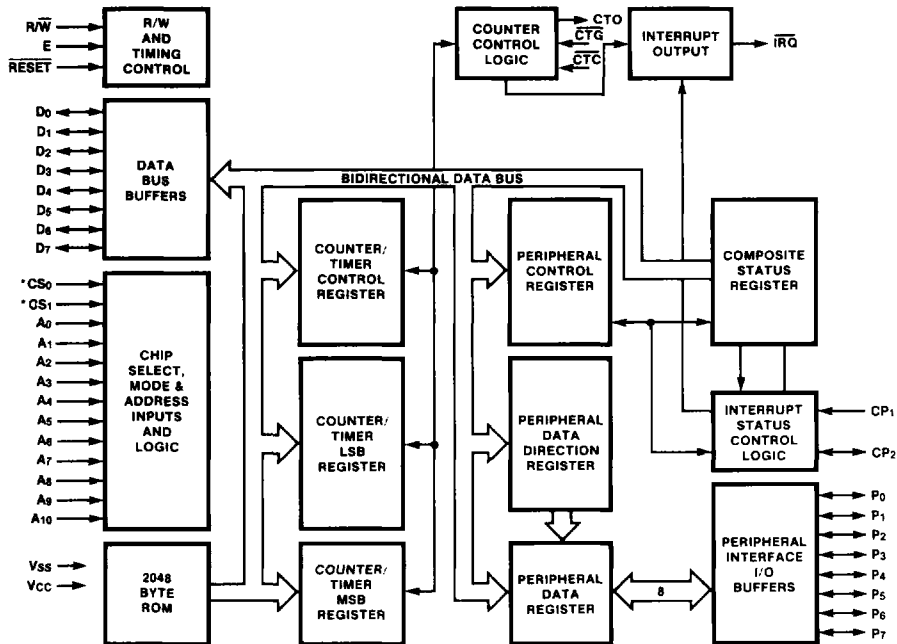 R/W̅
E
R̅E̅S̅E̅T̅
R/W
AND
TIMING
CONTROL
COUNTER
CONTROL
LOGIC
CTO
C̅T̅G̅
C̅T̅C̅
INTERRUPT
OUTPUT
I̅R̅Q̅
D0
D1
D2
D3
D4
D5
D6
D7
DATA
BUS
BUFFERS
BIDIRECTIONAL DATA BUS
COUNTER/
TIMER
CONTROL
REGISTER
PERIPHERAL
CONTROL
REGISTER
COMPOSITE
STATUS
REGISTER
*CS0
*CS1
A0
A1
A2
A3
A4
A5
A6
A7
A8
A9
A10
CHIP
SELECT,
MODE &
ADDRESS
INPUTS
AND
LOGIC
COUNTER/
TIMER
LSB
REGISTER
PERIPHERAL
DATA
DIRECTION
REGISTER
INTERRUPT
STATUS
CONTROL
LOGIC
CP1
CP2
VSS
VCC
2048
BYTE
ROM
COUNTER/
TIMER
MSB
REGISTER
PERIPHERAL
DATA
REGISTER
8
PERIPHERAL
INTERFACE
I/O
BUFFERS
P0
P1
P2
P3
P4
P5
P6
P7